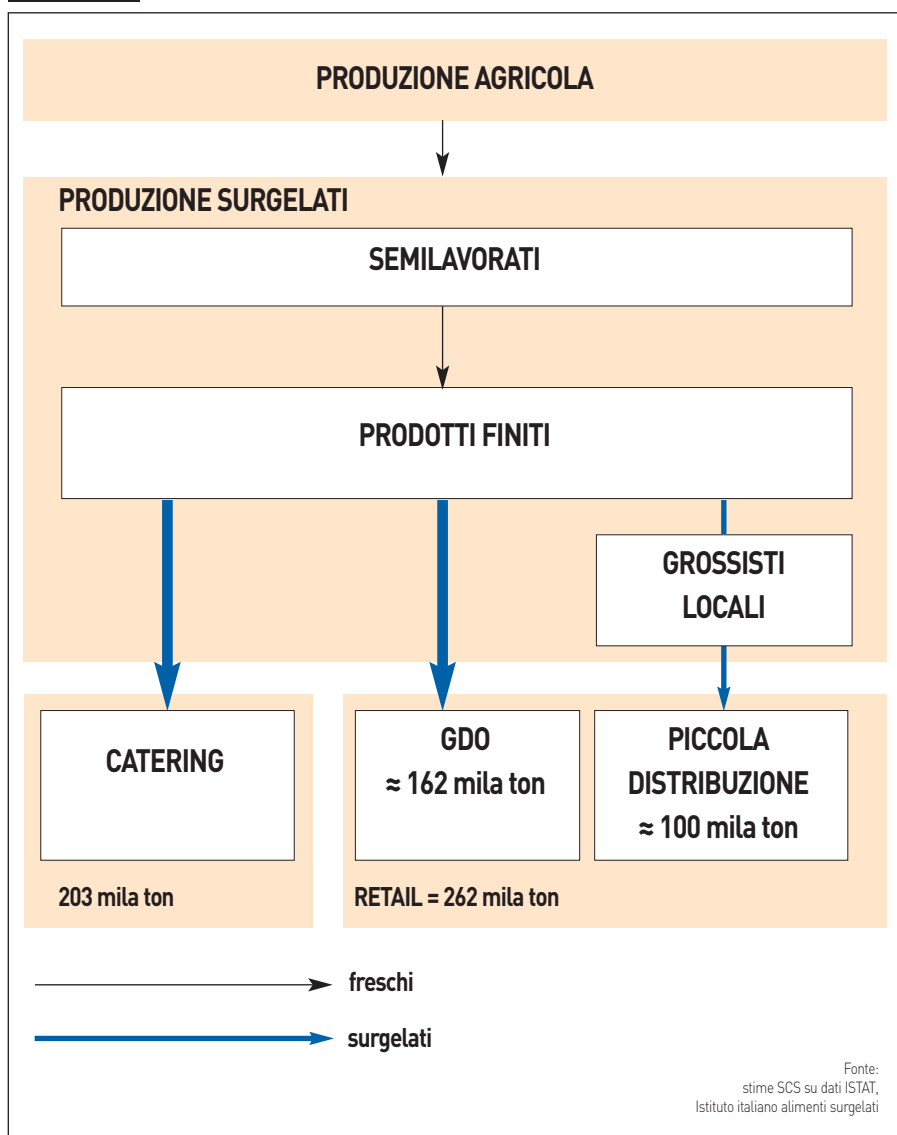 PRODUZIONE AGRICOLA
PRODUZIONE SURGELATI
SEMILAVORATI
PRODOTTI FINITI
GROSSISTI
LOCALI
CATERING
203 mila ton
GDO
≈ 162 mila ton
PICCOLA
DISTRIBUZIONE
≈ 100 mila ton
RETAIL = 262 mila ton
freschi
surgelati
Fonte:
stime SCS su dati ISTAT,
Istituto italiano alimenti surgelati